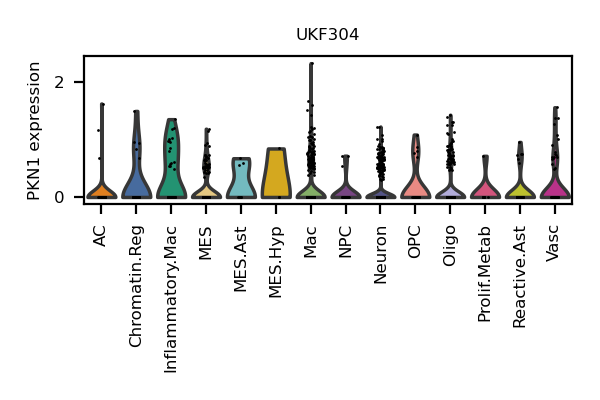 UKF304
PKN1 expression
2
0
AC
Chromatin.Reg
Inflammatory.Mac
MES
MES.Ast
MES.Hyp
Mac
NPC
Neuron
OPC
Oligo
Prolif.Metab
Reactive.Ast
Vasc